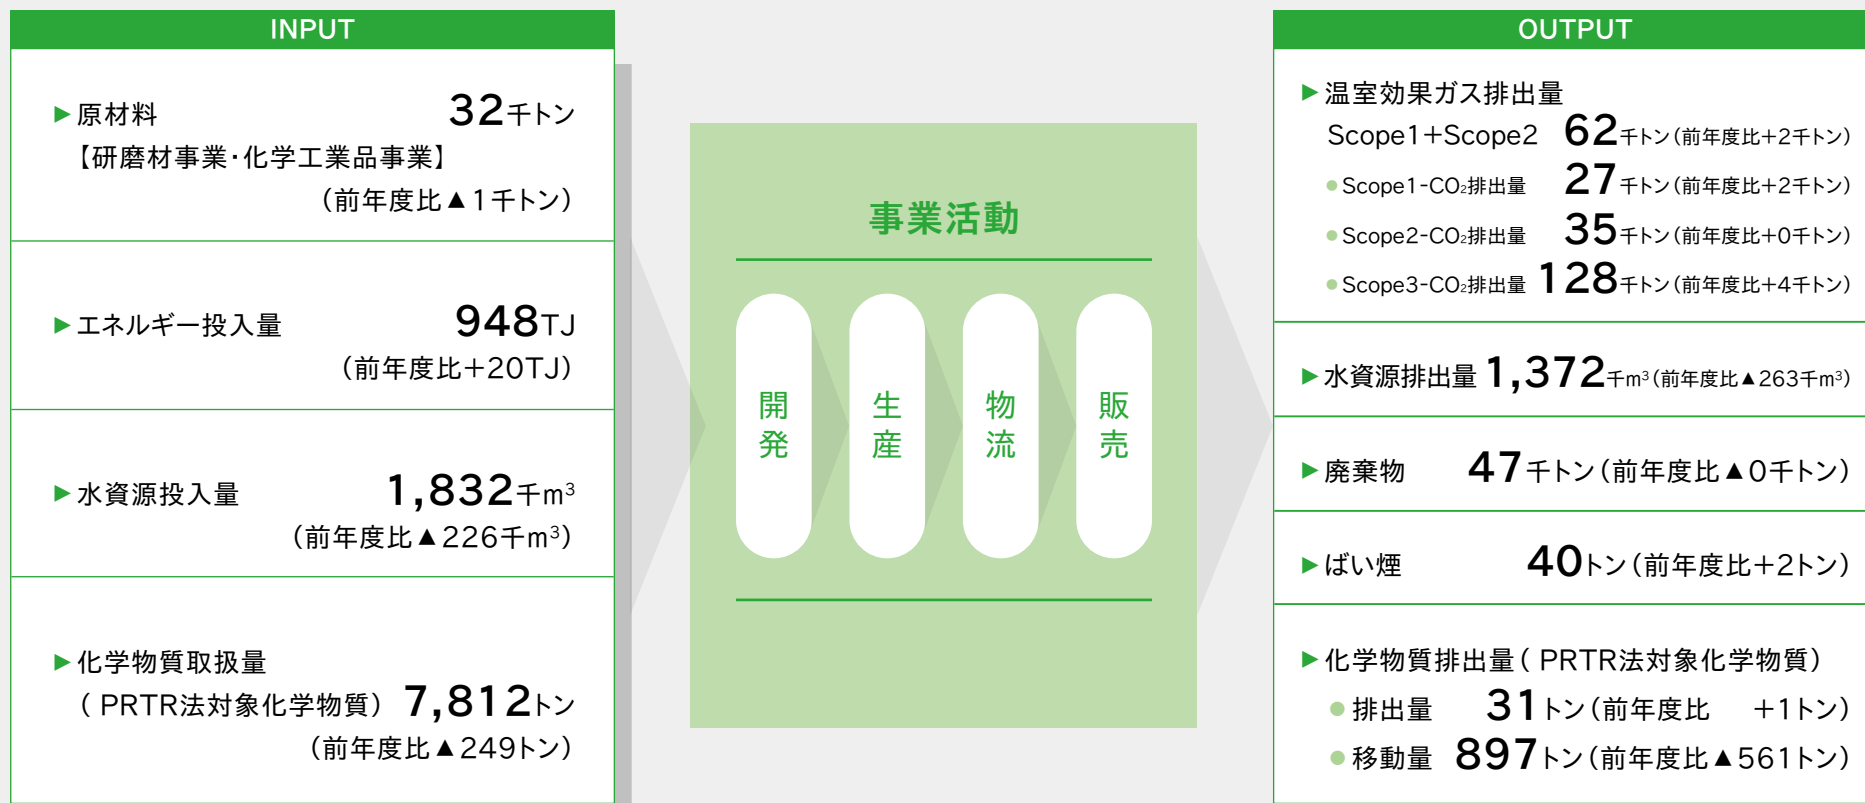 INPUT
▶原材料 32千トン
【研磨材事業・化学工業品事業】
(前年度比▲1千トン)
▶エネルギー投入量 948TJ
(前年度比+20TJ)
▶水資源投入量 1,832千m³
(前年度比▲226千m³)
▶化学物質取扱量
( PRTR法対象化学物質) 7,812トン
(前年度比▲249トン)
事業活動
開発
生産
物流
販売
OUTPUT
▶温室効果ガス排出量
Scope1+Scope2 62千トン(前年度比+2千トン)
●Scope1-CO₂排出量 27千トン(前年度比+2千トン)
●Scope2-CO₂排出量 35千トン(前年度比+0千トン)
●Scope3-CO₂排出量 128千トン(前年度比+4千トン)
▶水資源排出量 1,372千m³(前年度比▲263千m³)
▶廃棄物 47千トン(前年度比▲0千トン)
▶ばい煙 40トン(前年度比+2トン)
▶化学物質排出量( PRTR法対象化学物質)
●排出量 31トン(前年度比 +1トン)
●移動量 897トン(前年度比▲561トン)